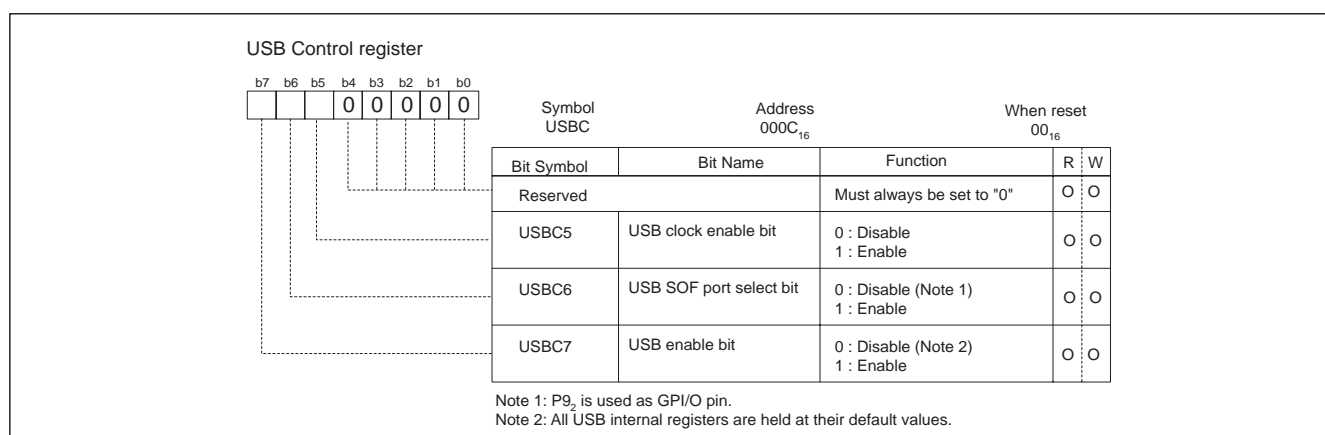 USB Control register
b7 b6 b5 b4 b3 b2 b1 b0
0 0 0 0 0
Symbol Address When reset
USBC 000C16 0016
Bit Symbol Bit Name Function R W
Reserved Must always be set to "0" O O
USBC5 USB clock enable bit 0 : Disable
1 : Enable O O
USBC6 USB SOF port select bit 0 : Disable (Note 1)
1 : Enable O O
USBC7 USB enable bit 0 : Disable (Note 2)
1 : Enable O O
Note 1: P92 is used as GPI/O pin.
Note 2: All USB internal registers are held at their default values.